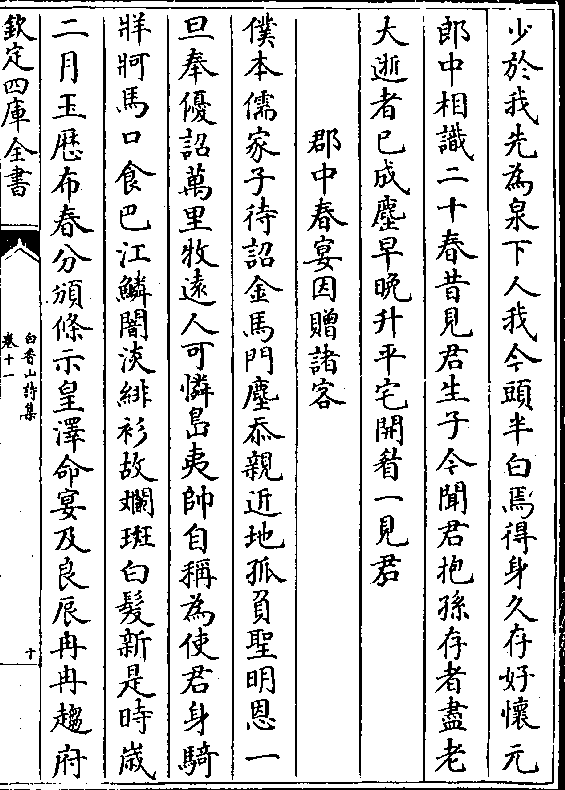 少於我先為泉下人我今頭半白焉得身久存好懷元
郎中相識二十春昔見君生子今聞君抱孫存者盡老
大逝者已成塵早晚升平宅開眉一見君
郡中春宴因贈諸客
僕本儒家子待詔金馬門塵忝親近地孤負聖明恩一
旦奉優詔萬里牧遠人可憐島夷帥自稱為使君身騎
牂牁馬口食巴江鱗闇淡緋衫故斕斑白髮新是時歲
二月玉歷布春分頒條示皇澤命宴及良辰冉冉趨府
欽定四庫全書
白香山詩集
卷十一
十